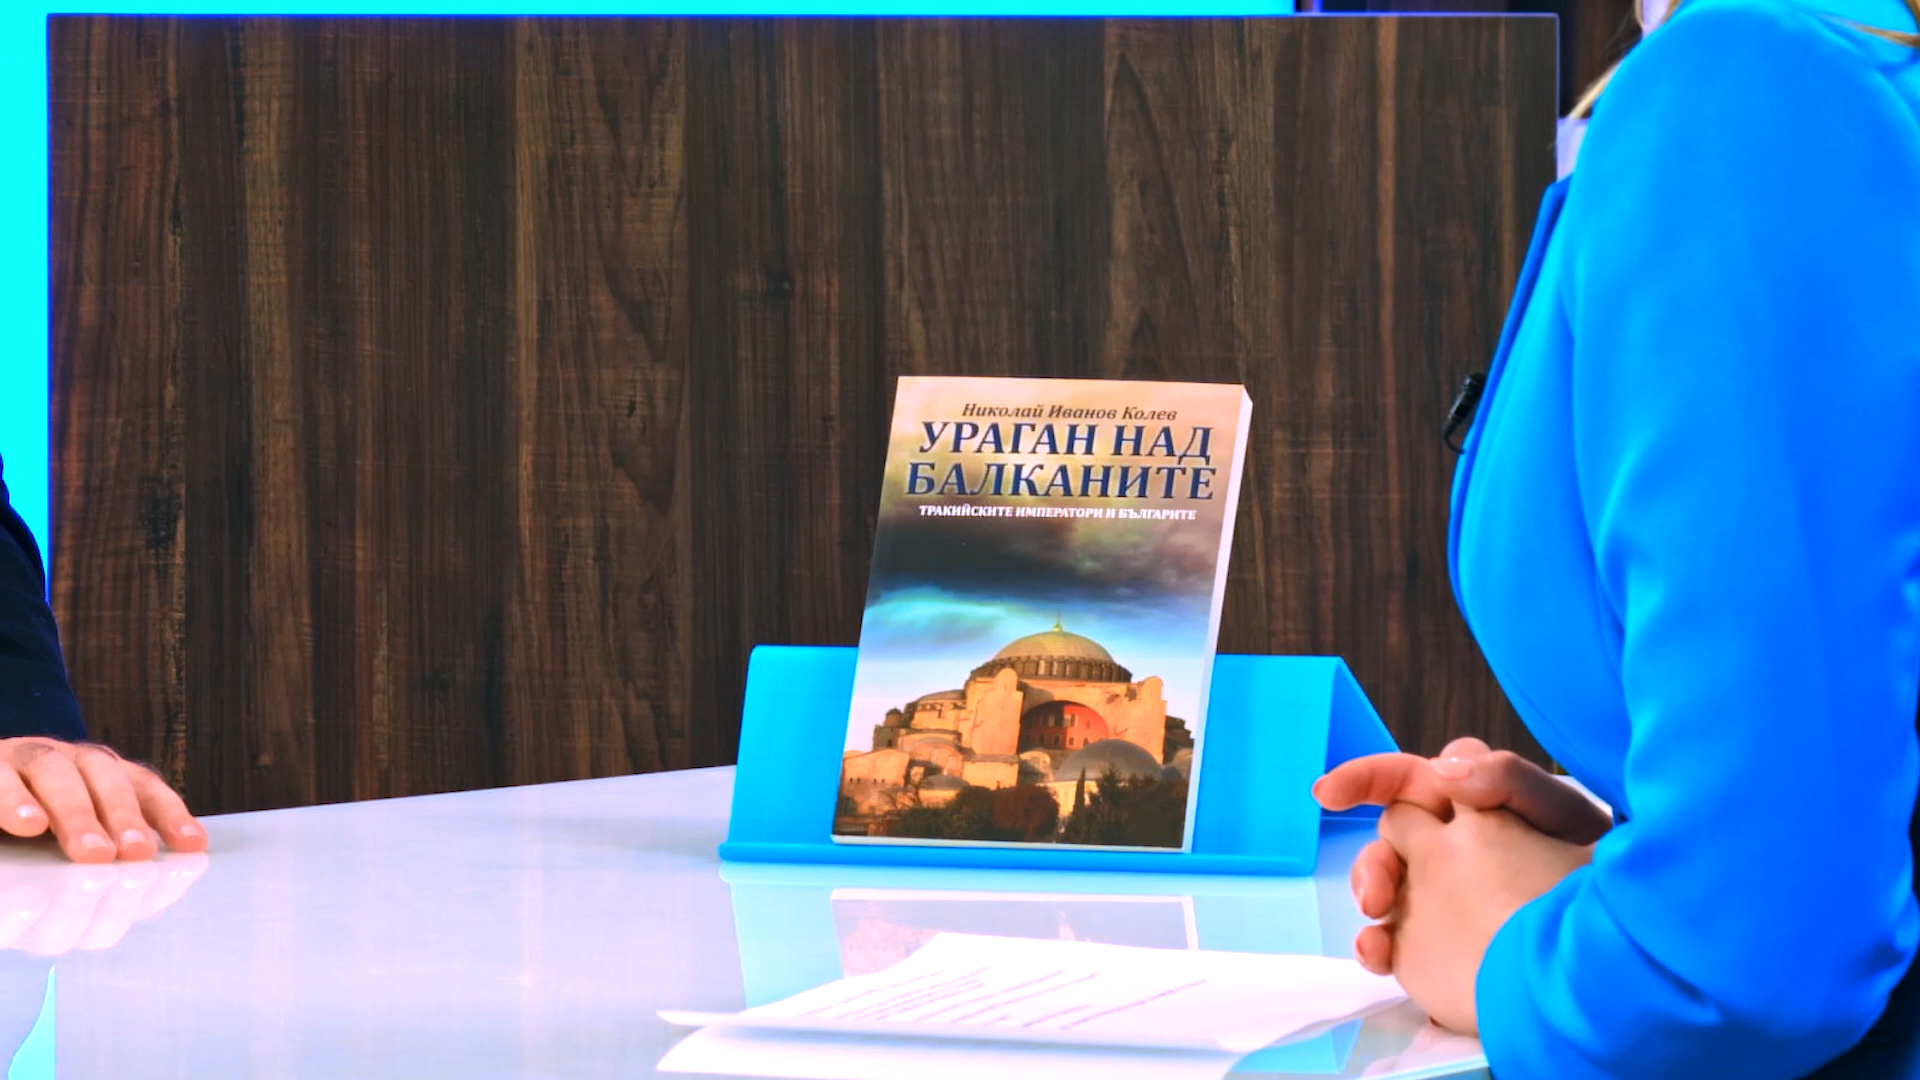 Николай Иванов Колев
УРАГАН НАД
БАЛКАНИТЕ
ТРАКИЙСКИТЕ ИМПЕРАТОРИ И БЪЛГАРИТЕ